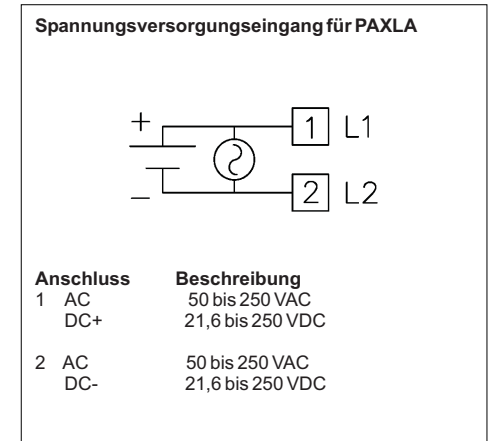 Spannungsversorgungseingang für PAXLA
+
1 L1
–
2 L2
Anschluss Beschreibung
1 AC 50 bis 250 VAC
DC+ 21,6 bis 250 VDC
2 AC 50 bis 250 VAC
DC- 21,6 bis 250 VDC